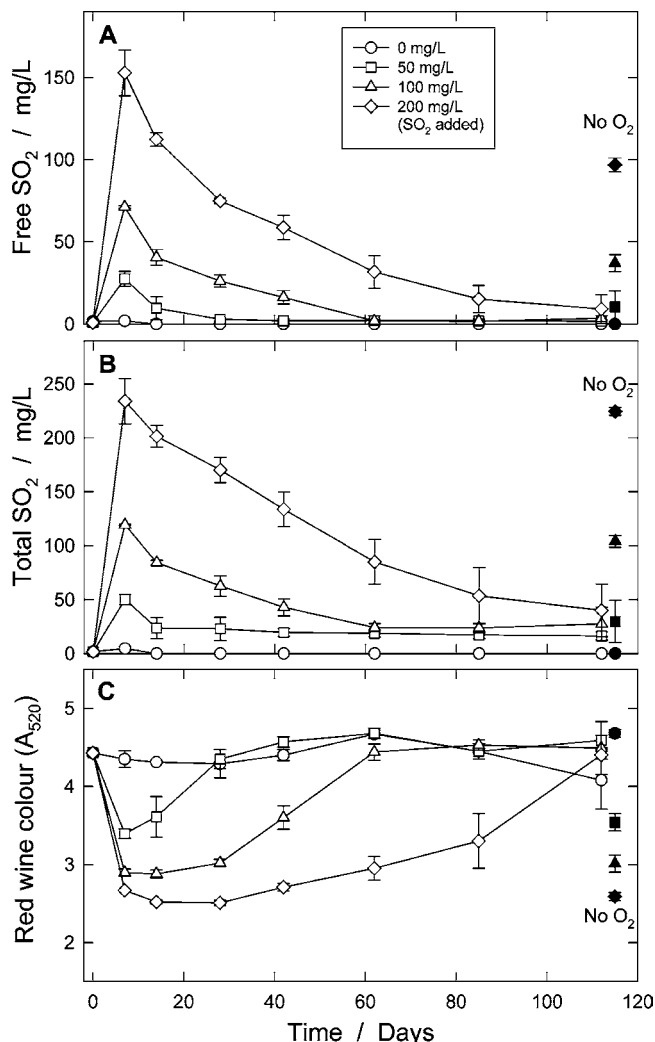 A
0 mg/L
50 mg/L
100 mg/L
200 mg/L
(SO₂ added)
150
100
50
0
Free SO₂ / mg/L
No O₂
B
250
200
150
100
50
0
Total SO₂ / mg/L
No O₂
C
5
4
3
2
Red wine colour (A₅₂₀)
No O₂
0 20 40 60 80 100 120
Time / Days